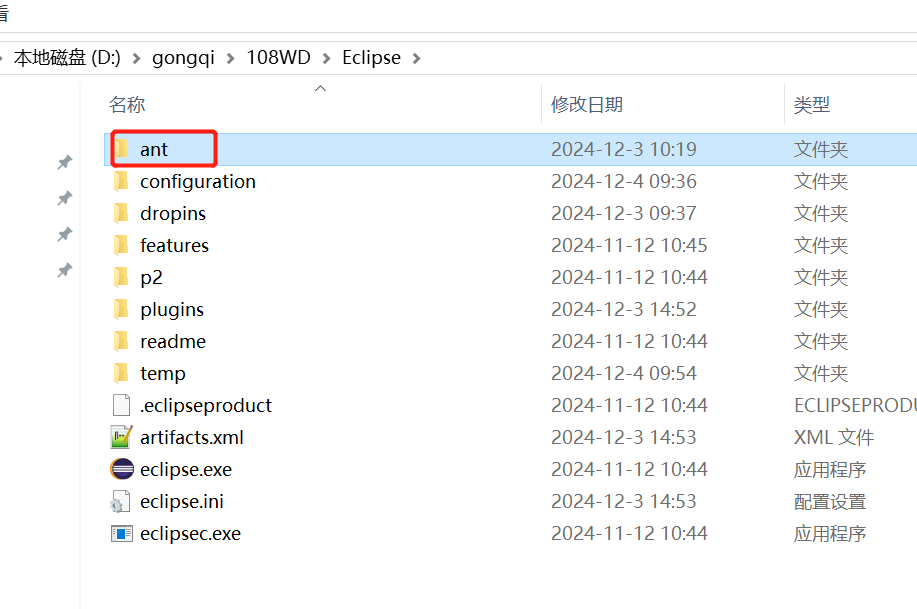 看
本地磁盘 (D:) > gongqi > 108WD > Eclipse >
名称 修改日期 类型
ant 2024-12-3 10:19 文件夹
configuration 2024-12-4 09:36 文件夹
dropins 2024-12-3 09:37 文件夹
features 2024-11-12 10:45 文件夹
p2 2024-11-12 10:44 文件夹
plugins 2024-12-3 14:52 文件夹
readme 2024-11-12 10:44 文件夹
temp 2024-12-4 09:54 文件夹
.eclipseproduct 2024-11-12 10:44 ECLIPSEPRODU
artifacts.xml 2024-12-3 14:53 XML 文件
eclipse.exe 2024-11-12 10:44 应用程序
eclipse.ini 2024-12-3 14:53 配置设置
eclipsec.exe 2024-11-12 10:44 应用程序